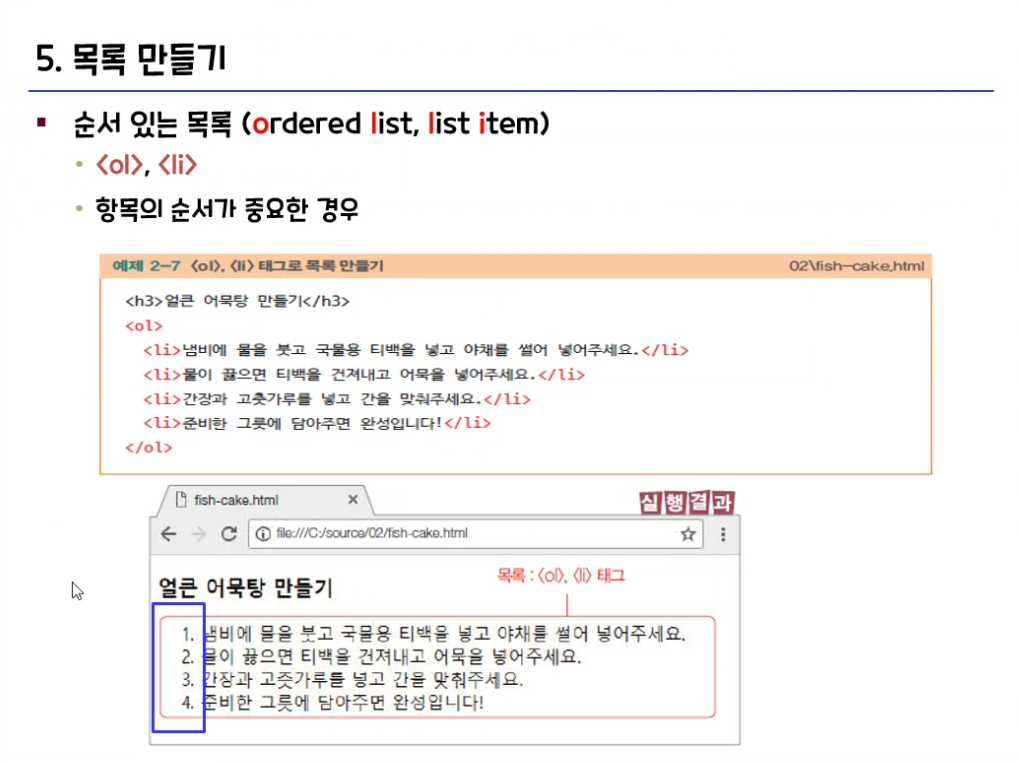 5. 목록 만들기
▪ 순서 있는 목록 (ordered list, list item)
• <ol>, <li>
• 항목의 순서가 중요한 경우
예제 2-7 <ol>, <li> 태그로 목록 만들기 02\fish-cake.html
<h3>얼큰 어묵탕 만들기</h3>
<ol>
<li>냄비에 물을 붓고 국물용 티백을 넣고 야채를 썰어 넣어주세요.</li>
<li>물이 끓으면 티백을 건져내고 어묵을 넣어주세요.</li>
<li>간장과 고춧가루를 넣고 간을 맞춰주세요.</li>
<li>준비한 그릇에 담아주면 완성입니다!</li>
</ol>
실행결과
fish-cake.html
file:///C:/source/02/fish-cake.html
목록 : <ol>, <li> 태그
얼큰 어묵탕 만들기
1. 냄비에 물을 붓고 국물용 티백을 넣고 야채를 썰어 넣어주세요.
2. 물이 끓으면 티백을 건져내고 어묵을 넣어주세요.
3. 간장과 고춧가루를 넣고 간을 맞춰주세요.
4. 준비한 그릇에 담아주면 완성입니다!